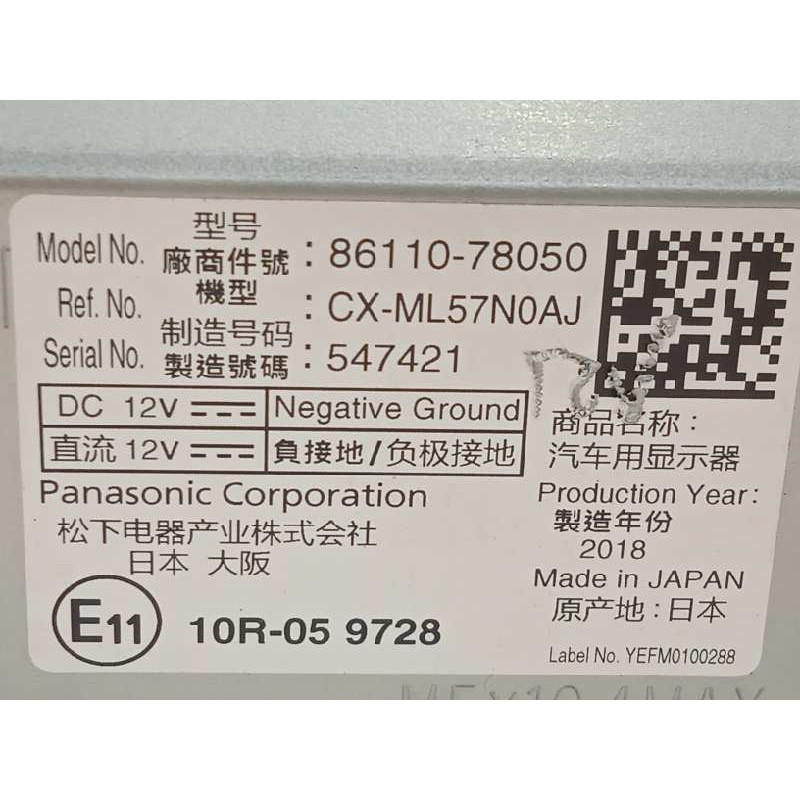 型号
Model No. 廠商件號 : 86110-78050
Ref. No. 機型 : CX-ML57N0AJ
制造号码
Serial No. 製造號碼 : 547421
DC 12V Negative Ground
直流 12V 負接地/负极接地
Panasonic Corporation
松下电器产业株式会社
日本 大阪
E11 10R-05 9728
商品名称:
汽车用显示器
Production Year:
製造年份
2018
Made in JAPAN
原产地:日本
Label No. YEFM0100288